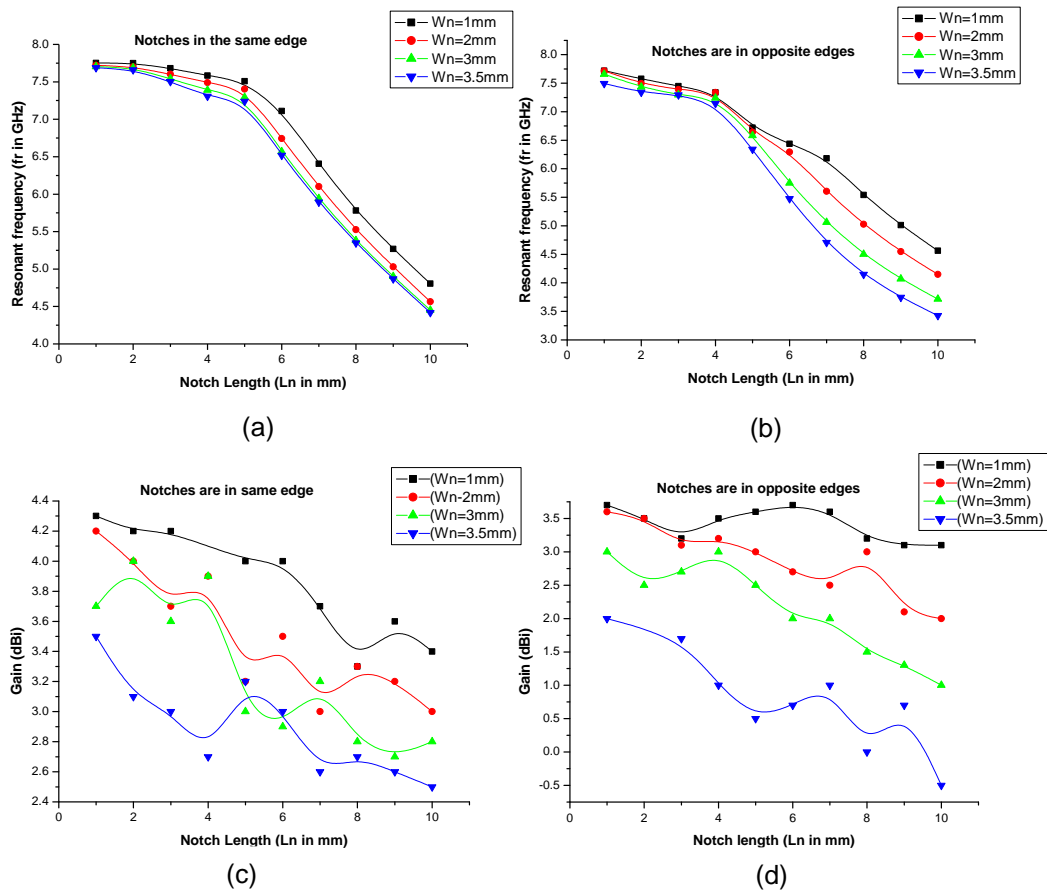 Notches in the same edge
Wn=1mm
Wn=2mm
Wn=3mm
Wn=3.5mm
8.0
7.5
7.0
6.5
6.0
5.5
5.0
4.5
4.0
Resonant frequency (fr in GHz)
0 2 4 6 8 10
Notch Length (Ln in mm)
(a)
Notches are in opposite edges
Wn=1mm
Wn=2mm
Wn=3mm
Wn=3.5mm
8.0
7.5
7.0
6.5
6.0
5.5
5.0
4.5
4.0
3.5
3.0
Resonant frequency (fr in GHz)
0 2 4 6 8 10
Notch Length (Ln in mm)
(b)
Notches are in same edge
(Wn=1mm)
(Wn-2mm)
(Wn=3mm)
(Wn=3.5mm)
4.4
4.2
4.0
3.8
3.6
3.4
3.2
3.0
2.8
2.6
2.4
Gain (dBi)
0 2 4 6 8 10
Notch Length (Ln in mm)
(c)
Notches are in opposite edges
(Wn=1mm)
(Wn=2mm)
(Wn=3mm)
(Wn=3.5mm)
3.5
3.0
2.5
2.0
1.5
1.0
0.5
0.0
-0.5
Gain (dBi)
0 2 4 6 8 10
Notch length (Ln in mm)
(d)